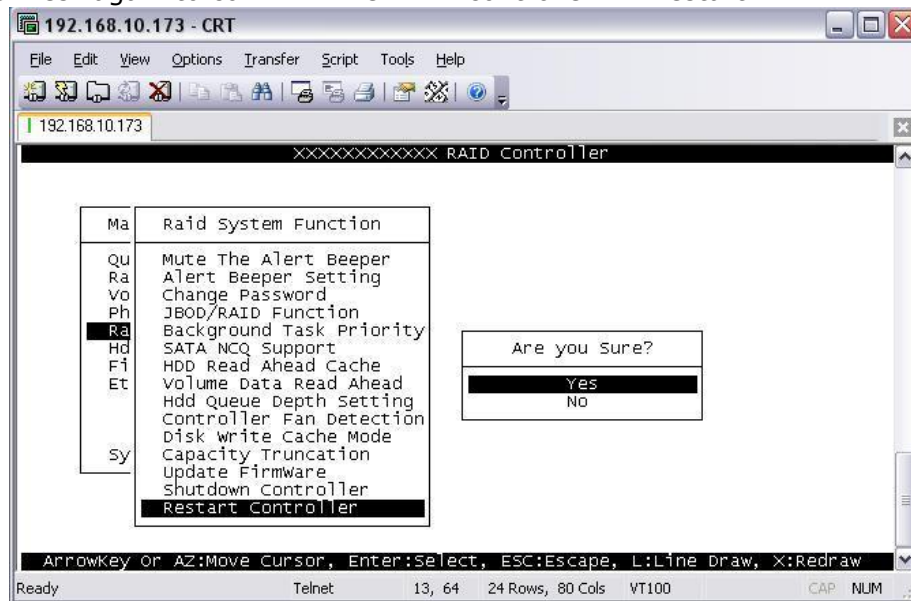 192.168.10.173 - CRT
File Edit View Options Transfer Script Tools Help
192.168.10.173
XXXXXXXXXXXX RAID Controller
Ma
Raid System Function
Qu
Mute The Alert Beeper
Ra
Alert Beeper Setting
Vo
Change Password
Ph
JBOD/RAID Function
Ra
Background Task Priority
Hd
SATA NCQ Support
Fi
HDD Read Ahead Cache
Et
Volume Data Read Ahead
Hdd Queue Depth Setting
Controller Fan Detection
Disk Write Cache Mode
Sy
Capacity Truncation
Update FirmWare
Shutdown Controller
Restart Controller
Are you Sure?
Yes
No
ArrowKey Or AZ:Move Cursor, Enter:Select, ESC:Escape, L:Line Draw, X:Redraw
Ready Telnet 13, 64 24 Rows, 80 Cols VT100 CAP NUM